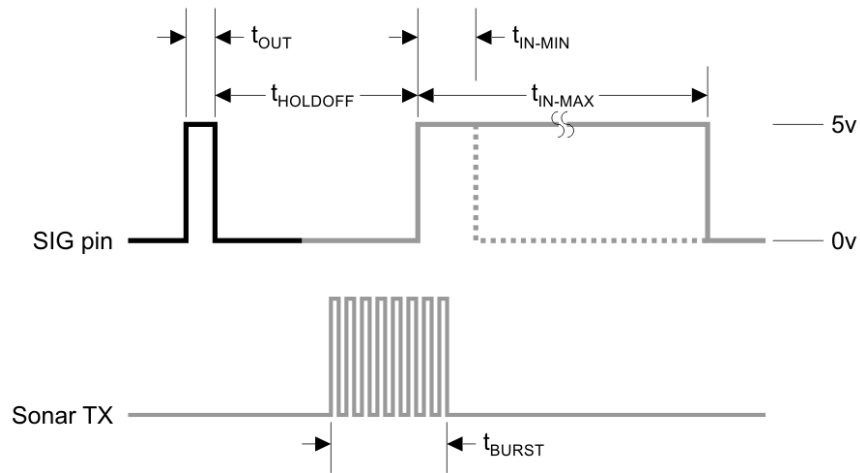 tOUT
tIN-MIN
tHOLDOFF
tIN-MAX
5v
SIG pin
0v
Sonar TX
tBURST